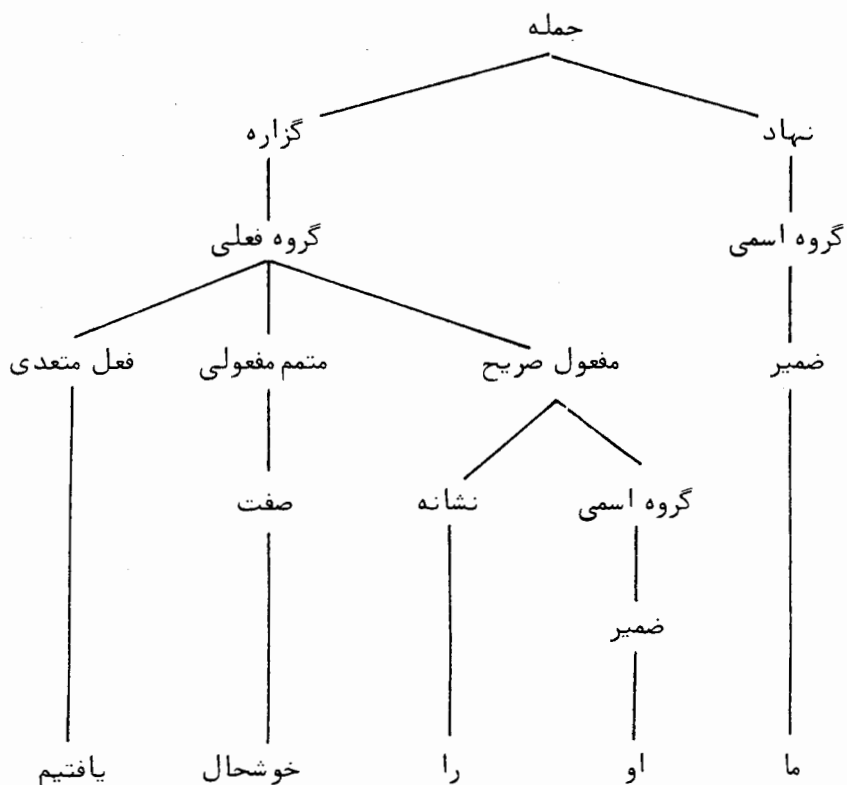 جمله
نهاد گزاره
گروه اسمی گروه فعلی
ضمیر مفعول صریح متمم مفعولی فعل متعدی
گروه اسمی نشانه صفت
ضمیر
ما او را خوشحال یافتیم